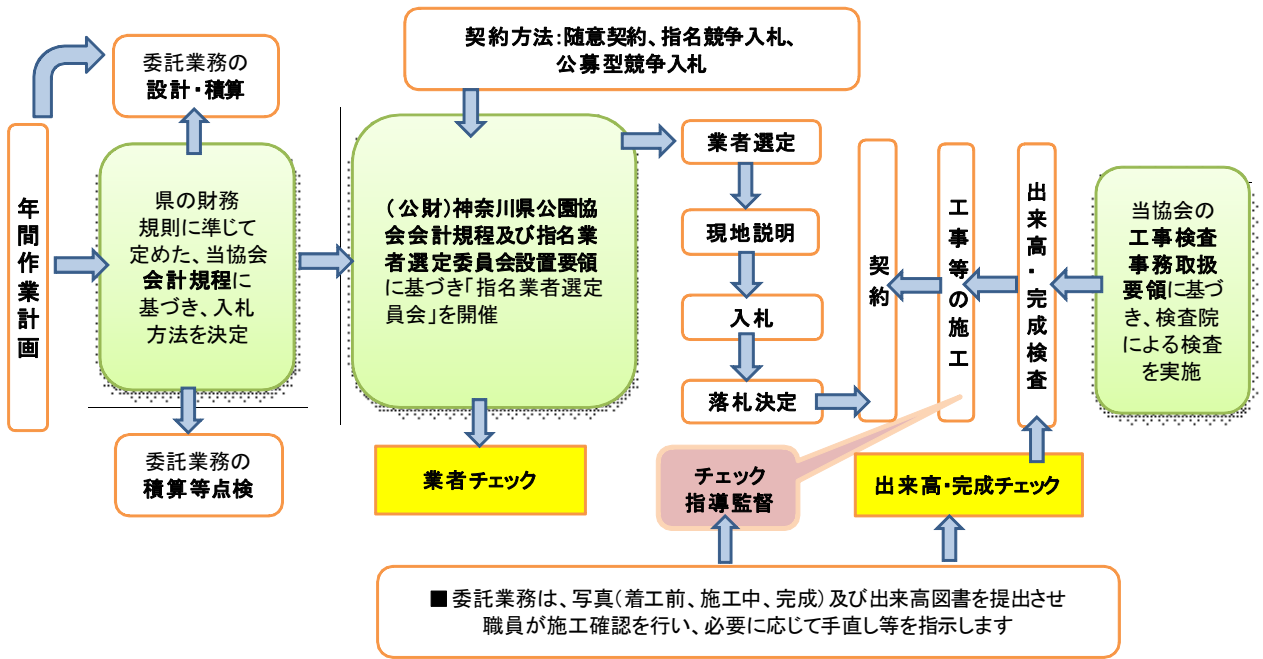 契約方法:随意契約、指名競争入札、
公募型競争入札
委託業務の
設計・積算
年間作業計画
県の財務
規則に準じて
定めた、当協会
会計規程に
基づき、入札
方法を決定
委託業務の
積算等点検
(公財)神奈川県公園協
会会計規程及び指名業
者選定委員会設置要領
に基づき「指名業者選定
員会」を開催
業者チェック
業者選定
現地説明
入札
落札決定
契約
工事等の施工
出来高・完成検査
当協会の
工事検査
事務取扱
要領に基づ
き、検査院
による検査
を実施
チェック
指導監督
出来高・完成チェック
■委託業務は、写真(着工前、施工中、完成)及び出来高図書を提出させ
職員が施工確認を行い、必要に応じて手直し等を指示します